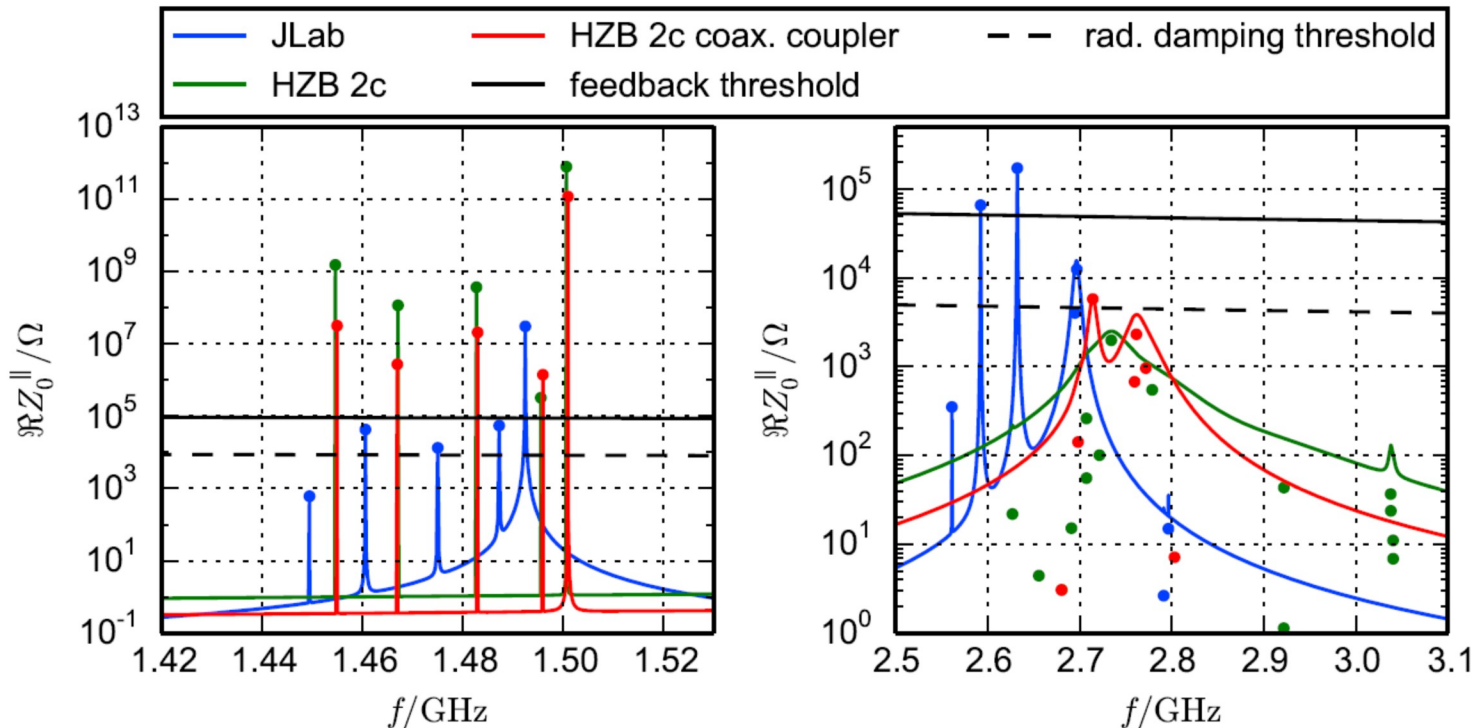 JLab HZB 2c coax. coupler rad. damping threshold
HZB 2c feedback threshold
10^13
10^11
10^9
10^7
10^5
10^3
10^1
10^-1
ℜZ_0^∥/Ω
1.42 1.44 1.46 1.48 1.50 1.52
f/GHz
10^5
10^4
10^3
10^2
10^1
10^0
ℜZ_0^∥/Ω
2.5 2.6 2.7 2.8 2.9 3.0 3.1
f/GHz